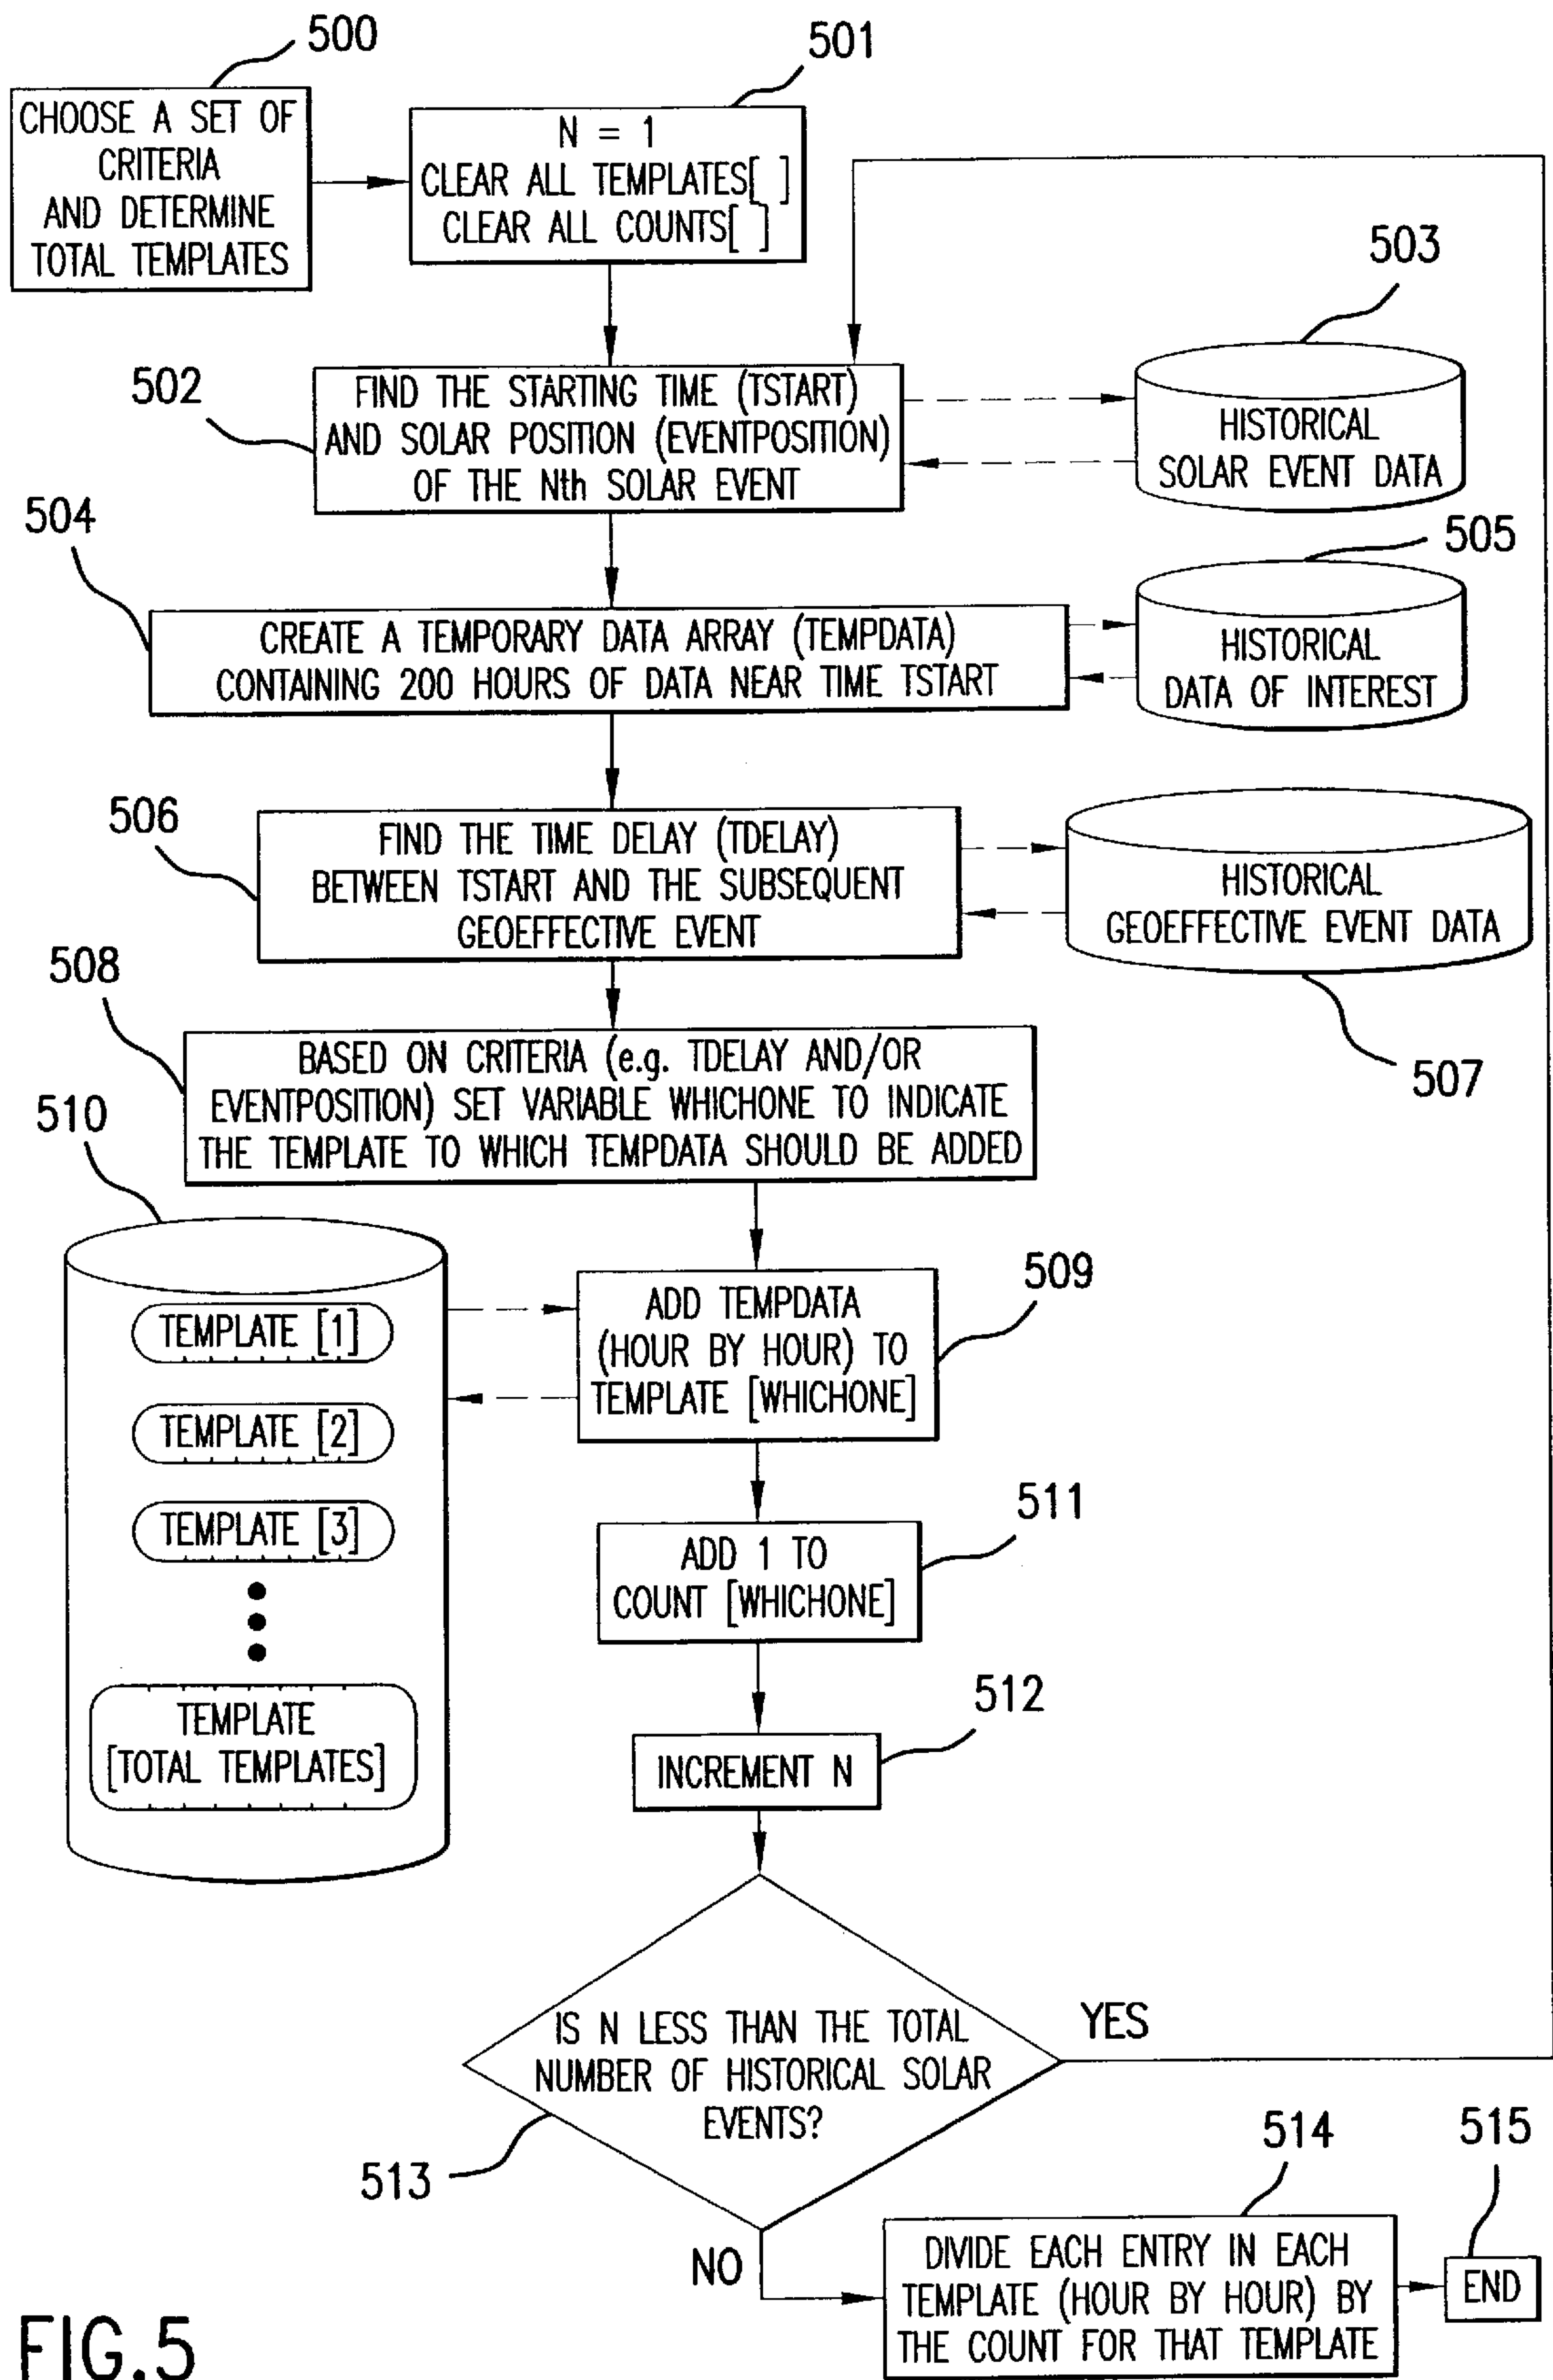 500
CHOOSE A SET OF
CRITERIA
AND DETERMINE
TOTAL TEMPLATES
501
N = 1
CLEAR ALL TEMPLATES[ ]
CLEAR ALL COUNTS[ ]
502
FIND THE STARTING TIME (TSTART)
AND SOLAR POSITION (EVENTPOSITION)
OF THE Nth SOLAR EVENT
503
HISTORICAL
SOLAR EVENT DATA
504
CREATE A TEMPORARY DATA ARRAY (TEMPDATA)
CONTAINING 200 HOURS OF DATA NEAR TIME TSTART
505
HISTORICAL
DATA OF INTEREST
506
FIND THE TIME DELAY (TDELAY)
BETWEEN TSTART AND THE SUBSEQUENT
GEOEFFECTIVE EVENT
HISTORICAL
GEOEFFECTIVE EVENT DATA
507
508
BASED ON CRITERIA (e.g. TDELAY AND/OR
EVENTPOSITION) SET VARIABLE WHICHONE TO INDICATE
THE TEMPLATE TO WHICH TEMPDATA SHOULD BE ADDED
510
TEMPLATE [1]
TEMPLATE [2]
TEMPLATE [3]
TEMPLATE
[TOTAL TEMPLATES]
509
ADD TEMPDATA
(HOUR BY HOUR) TO
TEMPLATE [WHICHONE]
511
ADD 1 TO
COUNT [WHICHONE]
512
INCREMENT N
IS N LESS THAN THE TOTAL
NUMBER OF HISTORICAL SOLAR
EVENTS?
YES
513
NO
514
DIVIDE EACH ENTRY IN EACH
TEMPLATE (HOUR BY HOUR) BY
THE COUNT FOR THAT TEMPLATE
515
END
FIG.5